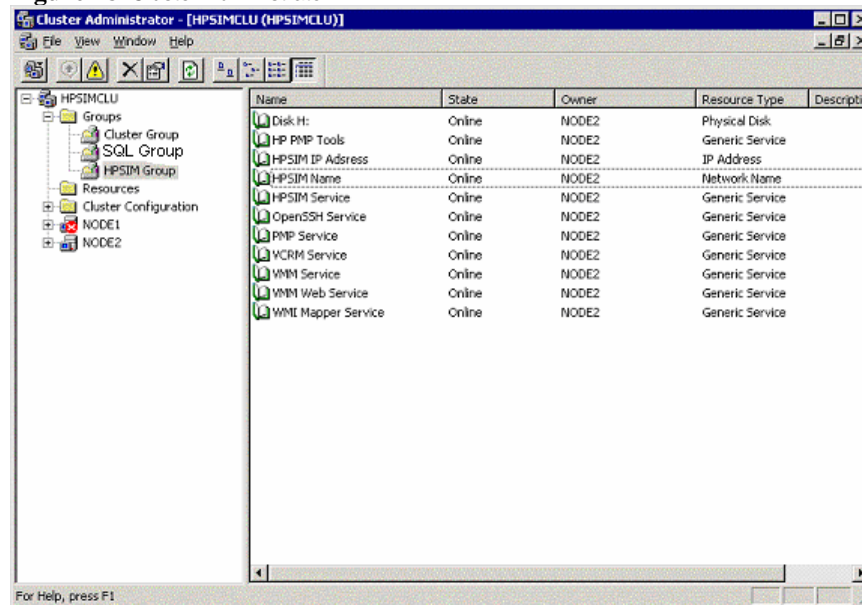 Cluster Administrator - [HPSIMCLU (HPSIMCLU)]
File View Window Help
HPSIMCLU
Groups
Cluster Group
SQL Group
HPSIM Group
Resources
Cluster Configuration
NODE1
NODE2
Name State Owner Resource Type Descripti
Disk H: Online NODE2 Physical Disk
HP PMP Tools Online NODE2 Generic Service
HPSIM IP Adsress Online NODE2 IP Address
HPSIM Name Online NODE2 Network Name
HPSIM Service Online NODE2 Generic Service
OpenSSH Service Online NODE2 Generic Service
PMP Service Online NODE2 Generic Service
VCRM Service Online NODE2 Generic Service
VMM Service Online NODE2 Generic Service
VMM Web Service Online NODE2 Generic Service
WMI Mapper Service Online NODE2 Generic Service
For Help, press F1